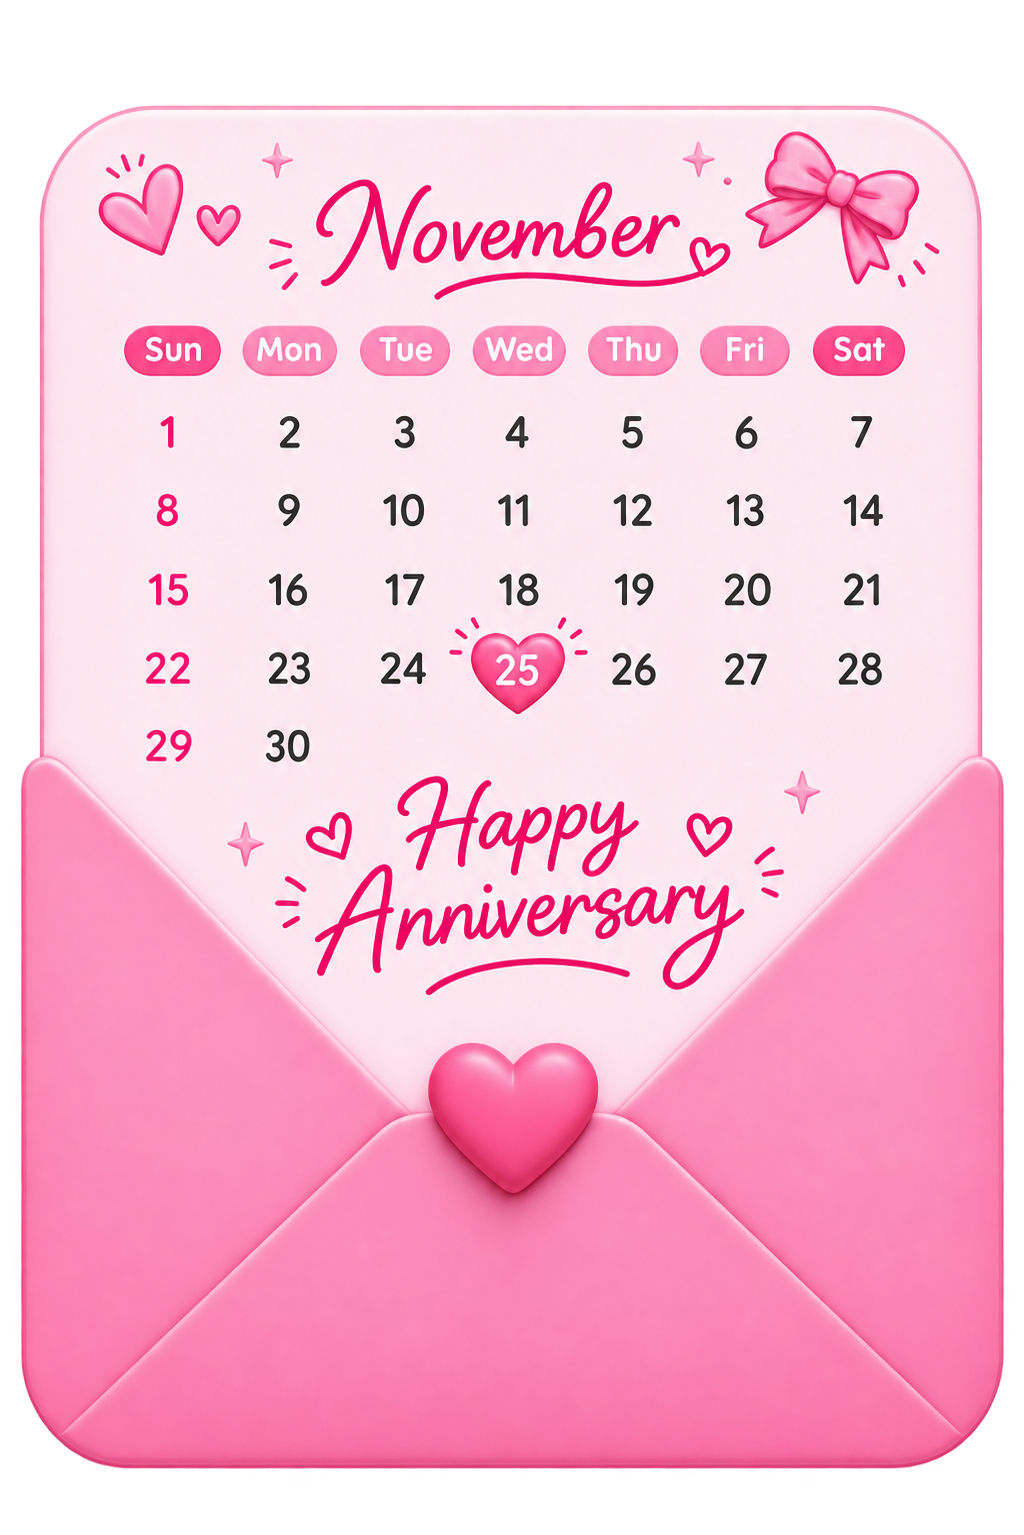 November
Sun Mon Tue Wed Thu Fri Sat
1 2 3 4 5 6 7
8 9 10 11 12 13 14
15 16 17 18 19 20 21
22 23 24 25 26 27 28
29 30
Happy
Anniversary